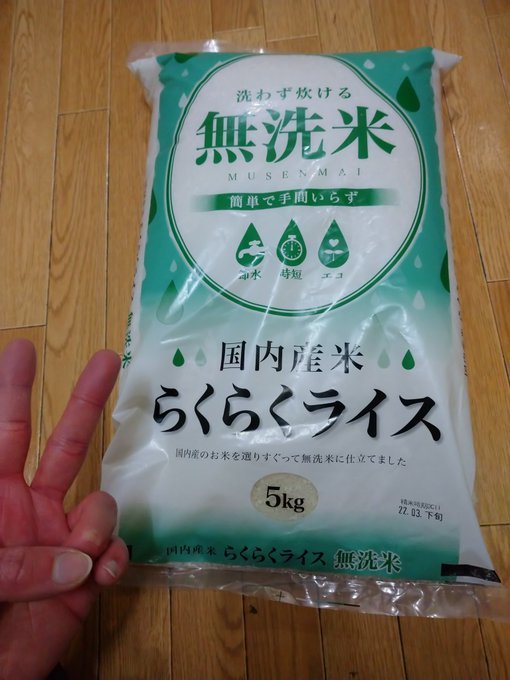 洗わず炊ける
無洗米
MUSENMAI
簡単で手間いらず
節水 時短 エコ
国内産米
らくらくライス
国内産のお米を選りすぐって無洗米に仕立てました
5kg
22.03.下旬
国内産米 らくらくライス 無洗米
無洗米